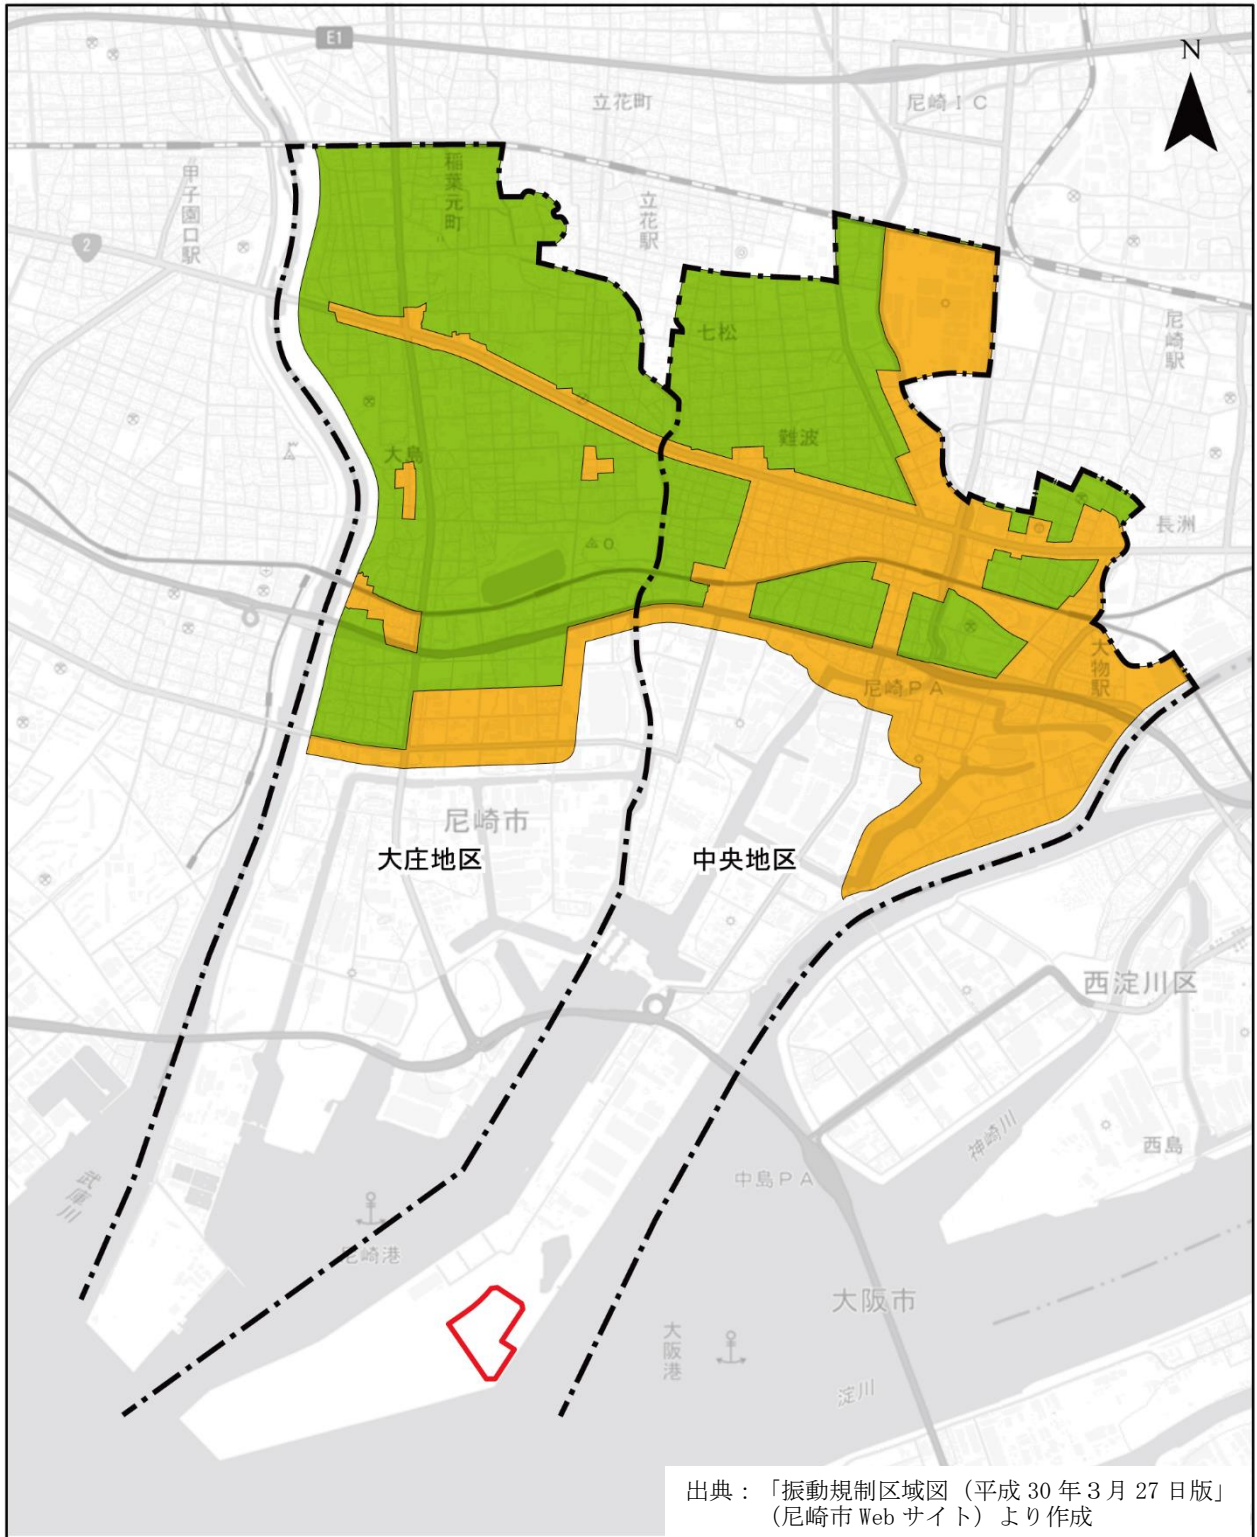 E1
N
立花町
尼崎IC
稲葉元町
甲子園口駅
立花駅
2
尼崎駅
七松
難波
大島
長洲
大物駅
尼崎PA
尼崎市
大庄地区
中央地区
西淀川区
神崎川
西島
中島PA
武庫川
尼崎港
大阪市
大阪港
淀川
出典：「振動規制区域図（平成30年３月27日版」
（尼崎市Webサイト）より作成